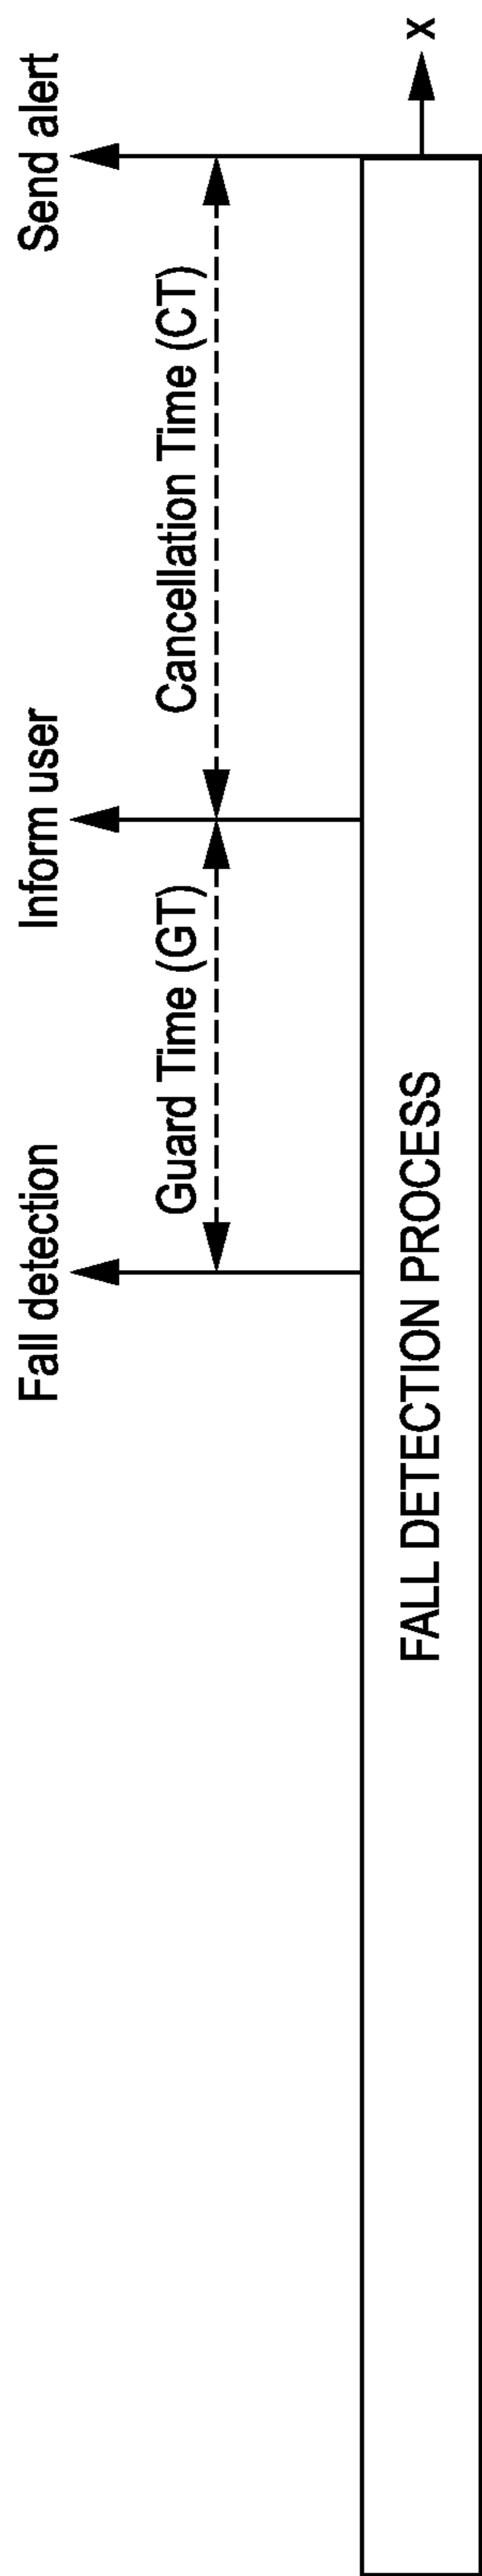 Fall detection
Inform user
Send alert
Guard Time (GT)
Cancellation Time (CT)
FALL DETECTION PROCESS
x